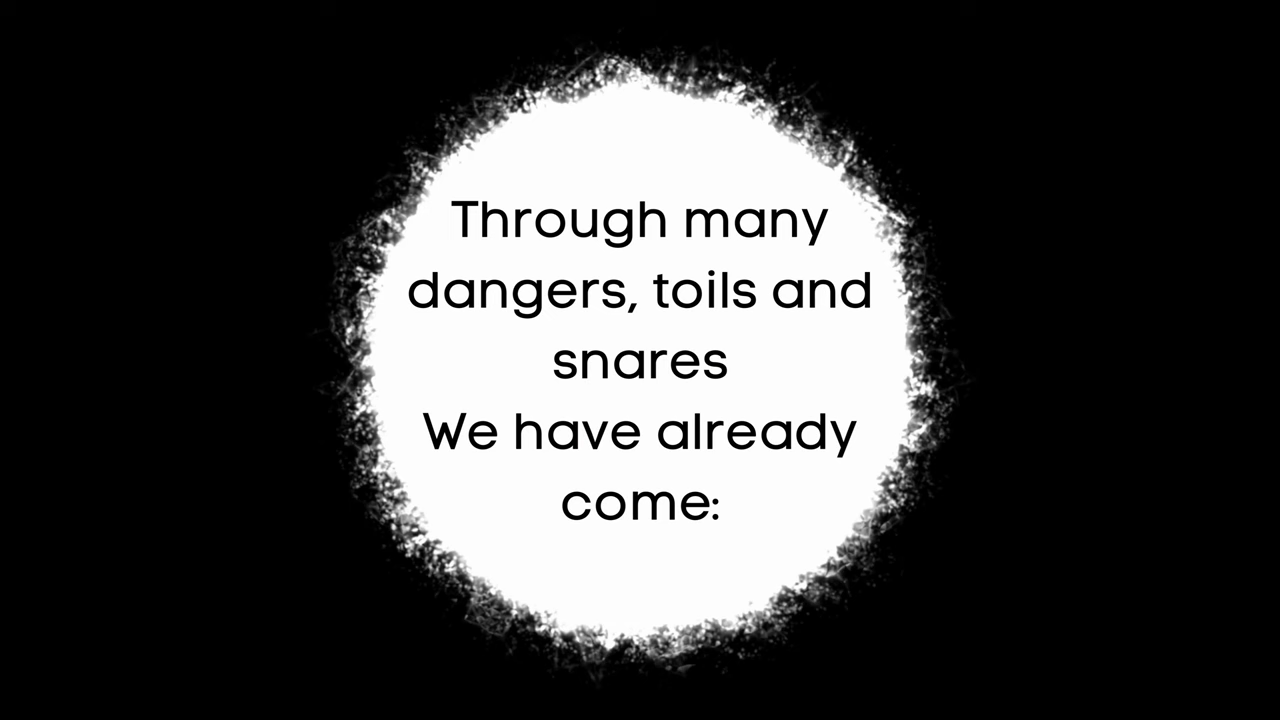 Through many
dangers, toils and
snares
We have already
come: